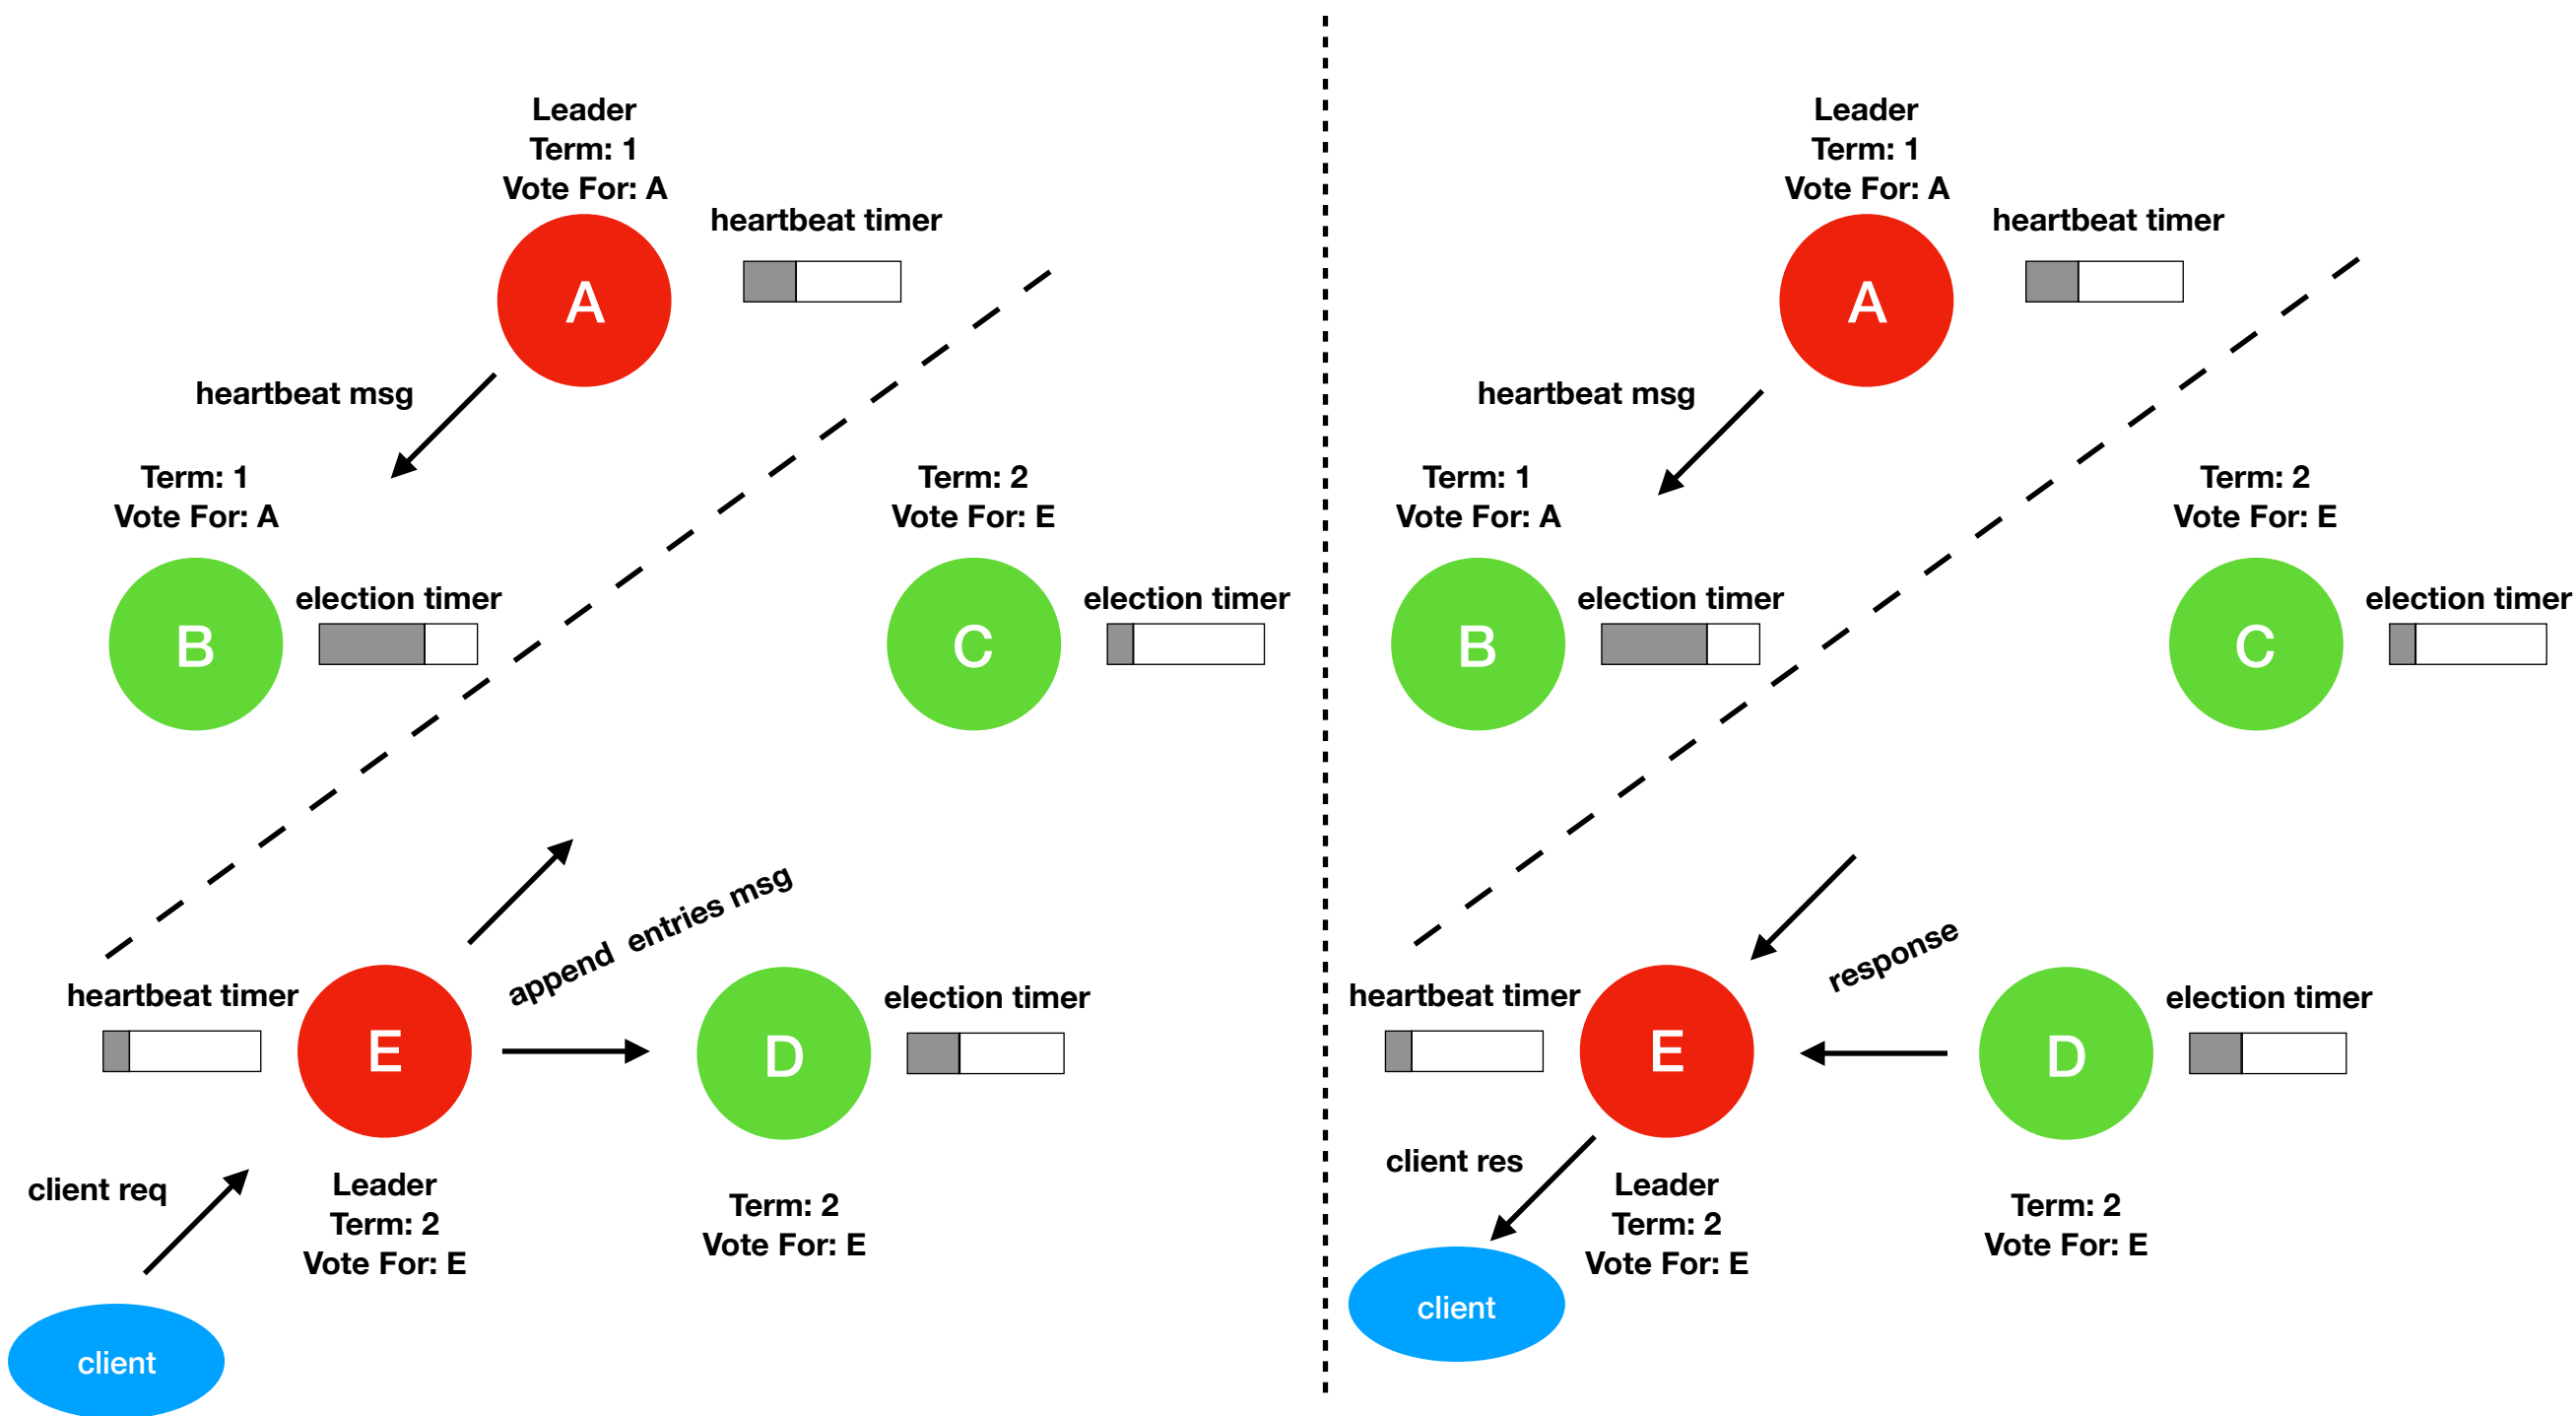 Leader
Term: 1
Vote For: A
heartbeat timer
A
heartbeat msg
Term: 1
Vote For: A
Term: 2
Vote For: E
election timer
election timer
B
C
append entries msg
heartbeat timer
election timer
E
D
client req
Leader
Term: 2
Vote For: E
Term: 2
Vote For: E
client
Leader
Term: 1
Vote For: A
heartbeat timer
A
heartbeat msg
Term: 1
Vote For: A
Term: 2
Vote For: E
election timer
election timer
B
C
response
heartbeat timer
election timer
E
D
client res
Leader
Term: 2
Vote For: E
Term: 2
Vote For: E
client